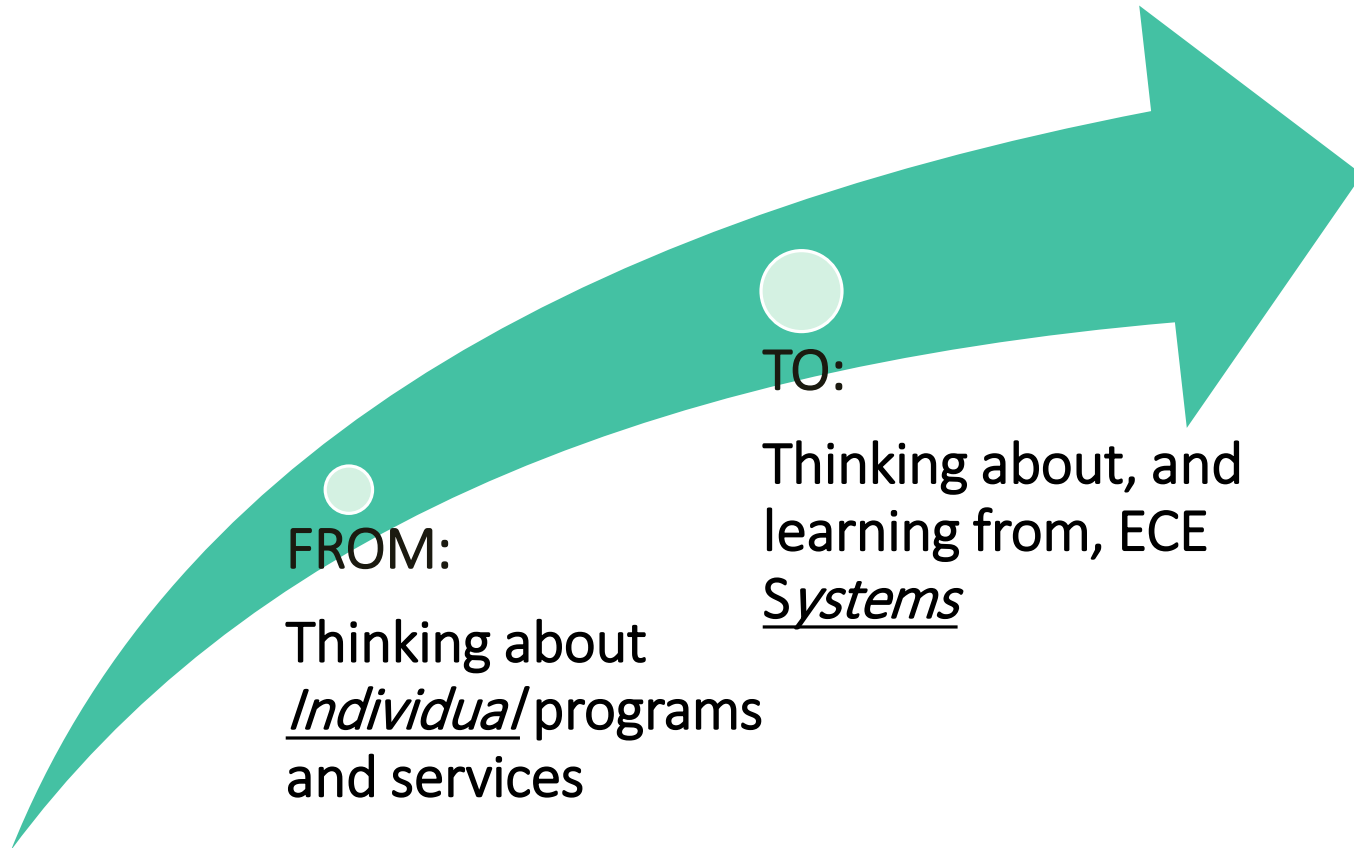 FROM:
Thinking about
Individual programs
and services
TO:
Thinking about, and
learning from, ECE
Systems